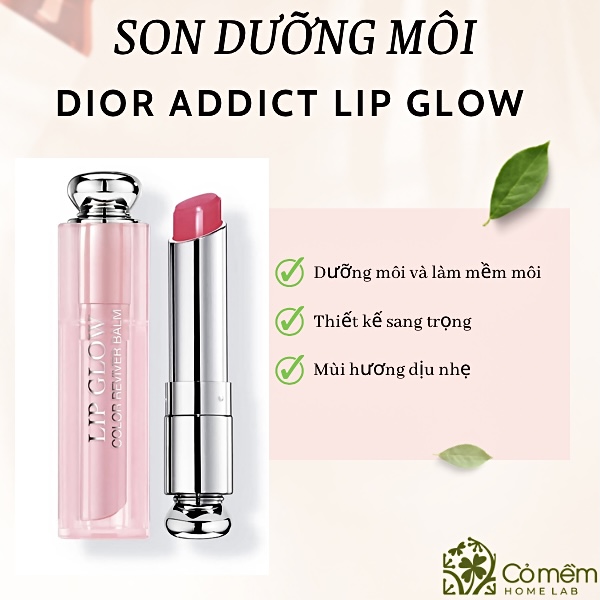 SON DƯỠNG MÔI
DIOR ADDICT LIP GLOW
LIP GLOW
COLOR REVIVER BALM
Dưỡng môi và làm mềm môi
Thiết kế sang trọng
Mùi hương dịu nhẹ
Cỏ mềm
HOME LAB